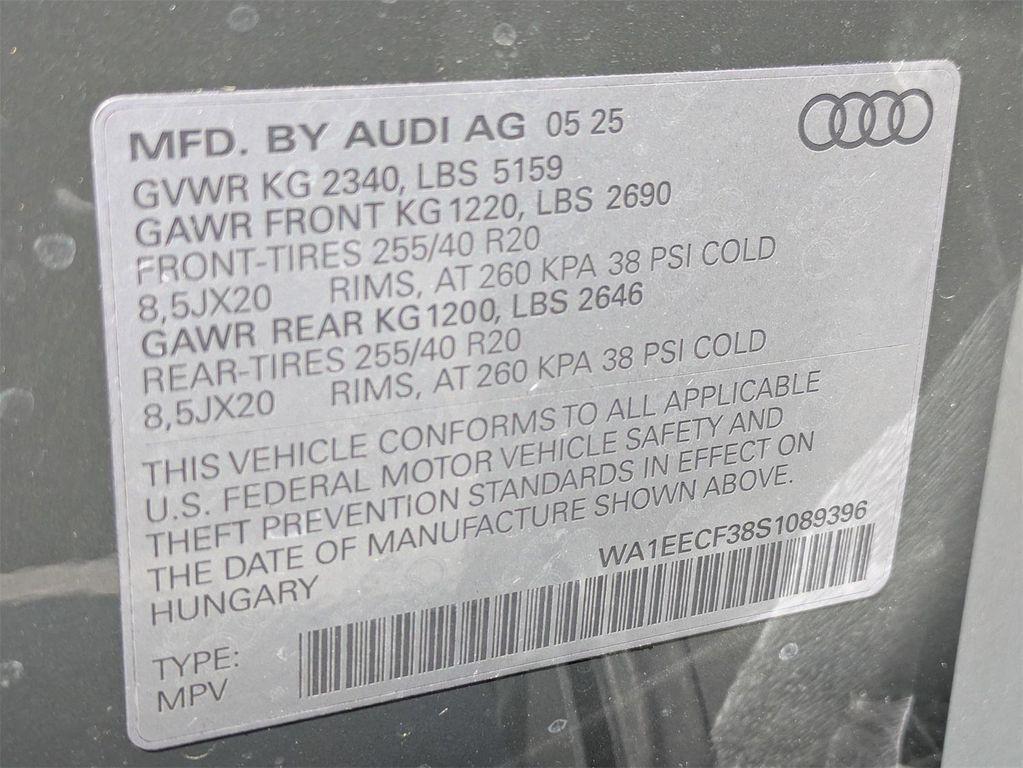 MFD. BY AUDI AG 05 25
GVWR KG 2340, LBS 5159
GAWR FRONT KG 1220, LBS 2690
FRONT-TIRES 255/40 R20
8,5JX20 RIMS, AT 260 KPA 38 PSI COLD
GAWR REAR KG 1200, LBS 2646
REAR-TIRES 255/40 R20
8,5JX20 RIMS, AT 260 KPA 38 PSI COLD
THIS VEHICLE CONFORMS TO ALL APPLICABLE
U.S. FEDERAL MOTOR VEHICLE SAFETY AND
THEFT PREVENTION STANDARDS IN EFFECT ON
THE DATE OF MANUFACTURE SHOWN ABOVE.
HUNGARY WA1EECF38S1089396
TYPE:
MPV